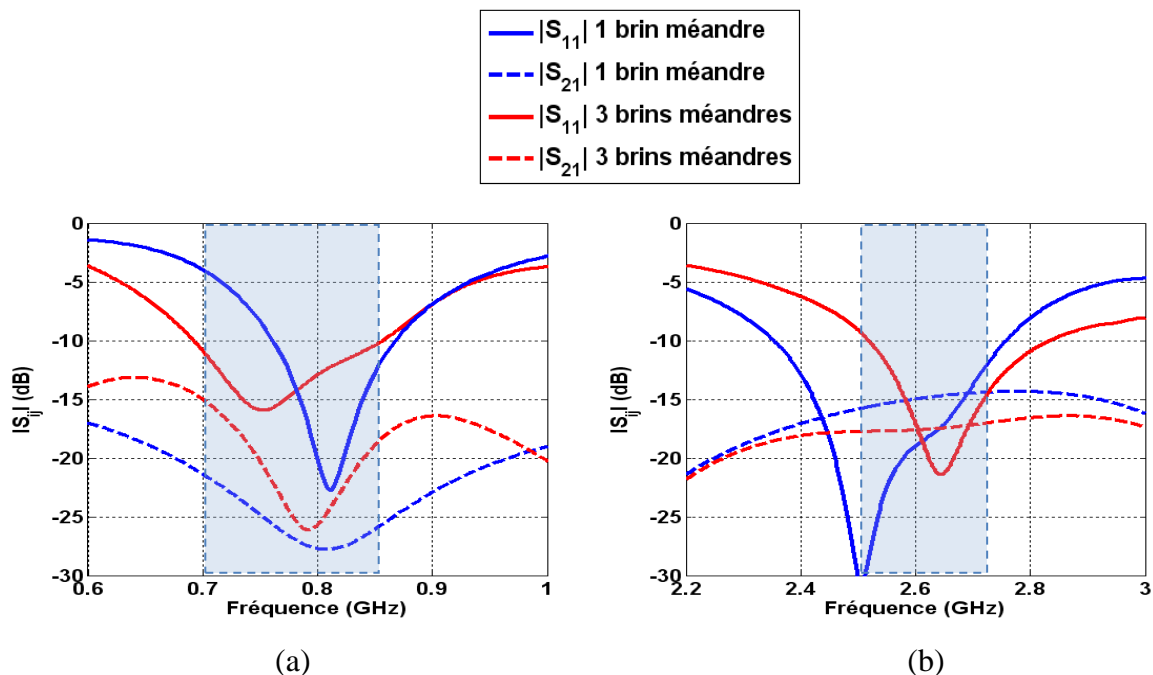 |S11| 1 brin méandre
|S21| 1 brin méandre
|S11| 3 brins méandres
|S21| 3 brins méandres
0
-5
-10
-15
-20
-25
-30
|Sij| (dB)
0.6 0.7 0.8 0.9 1
Fréquence (GHz)
(a)
0
-5
-10
-15
-20
-25
-30
|Sij| (dB)
2.2 2.4 2.6 2.8 3
Fréquence (GHz)
(b)